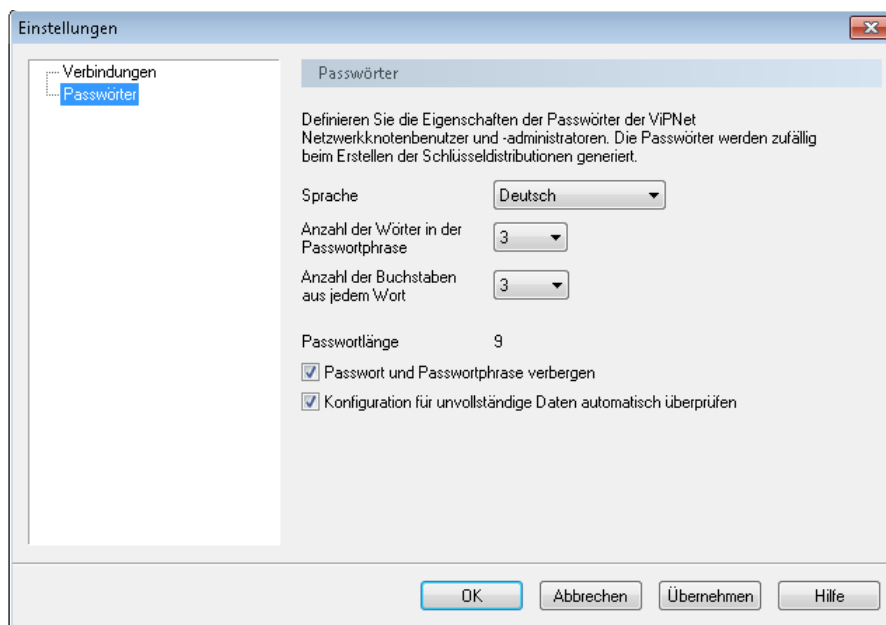 Einstellungen
Verbindungen
Passwörter
Passwörter
Definieren Sie die Eigenschaften der Passwörter der ViPNet
Netzwerkknotenbenutzer und -administratoren. Die Passwörter werden zufällig
beim Erstellen der Schlüsseldistributionen generiert.
Sprache
Deutsch
Anzahl der Wörter in der
Passwortphrase
3
Anzahl der Buchstaben
aus jedem Wort
3
Passwortlänge
9
Passwort und Passwortphrase verbergen
Konfiguration für unvollständige Daten automatisch überprüfen
OK
Abbrechen
Übernehmen
Hilfe